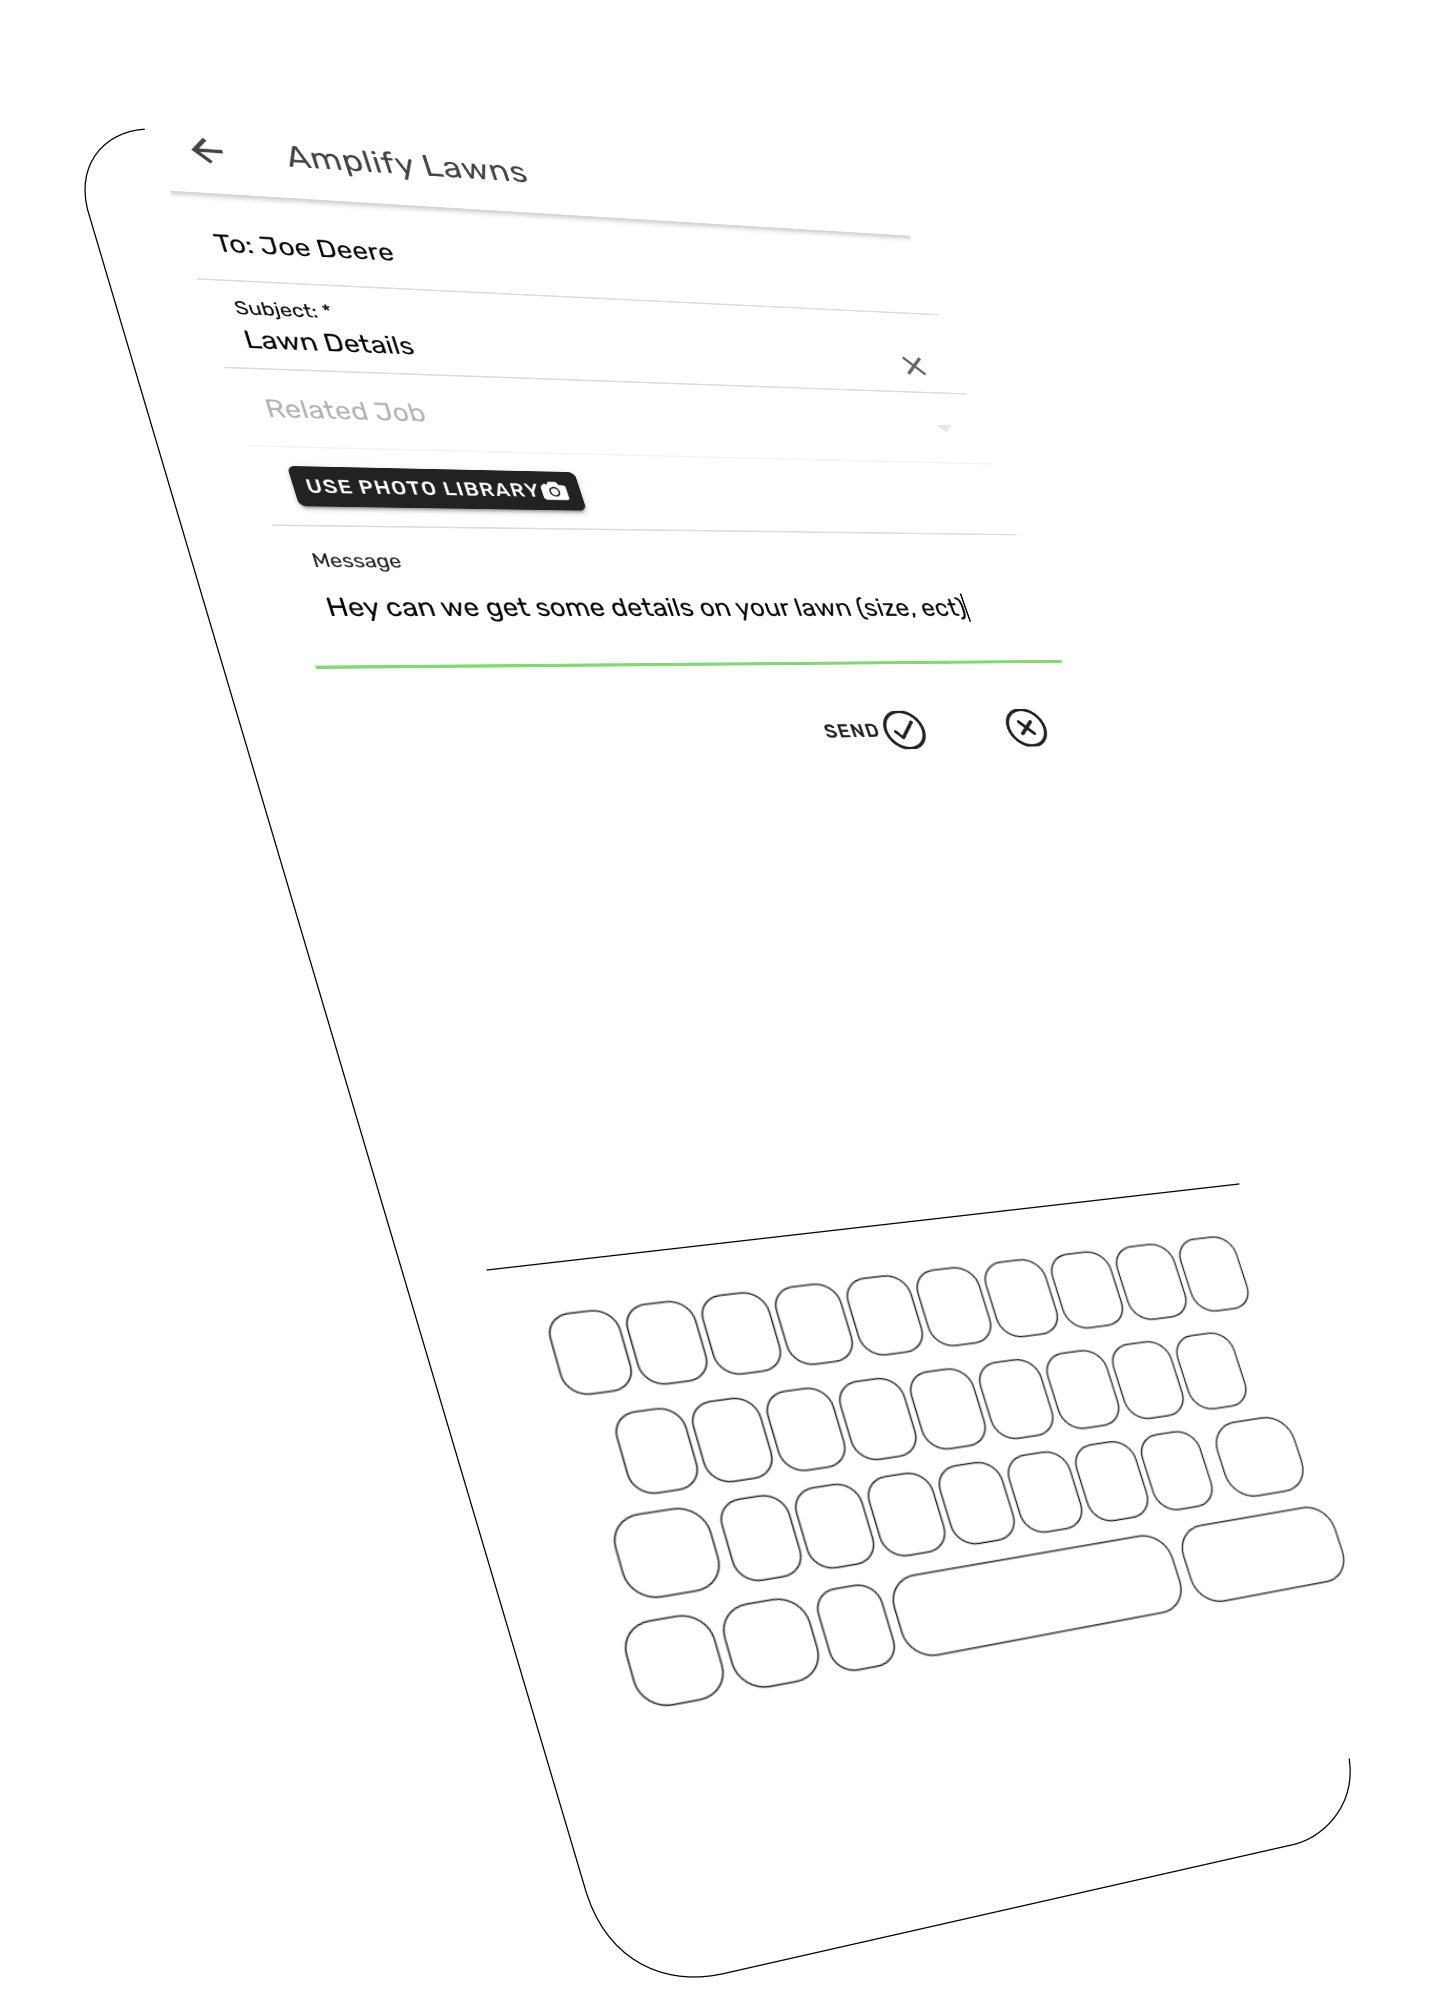 Amplify Lawns
To: Joe Deere
Subject: *
Lawn Details
Related Job
USE PHOTO LIBRARY
Message
Hey can we get some details on your lawn (size, ect)
SEND